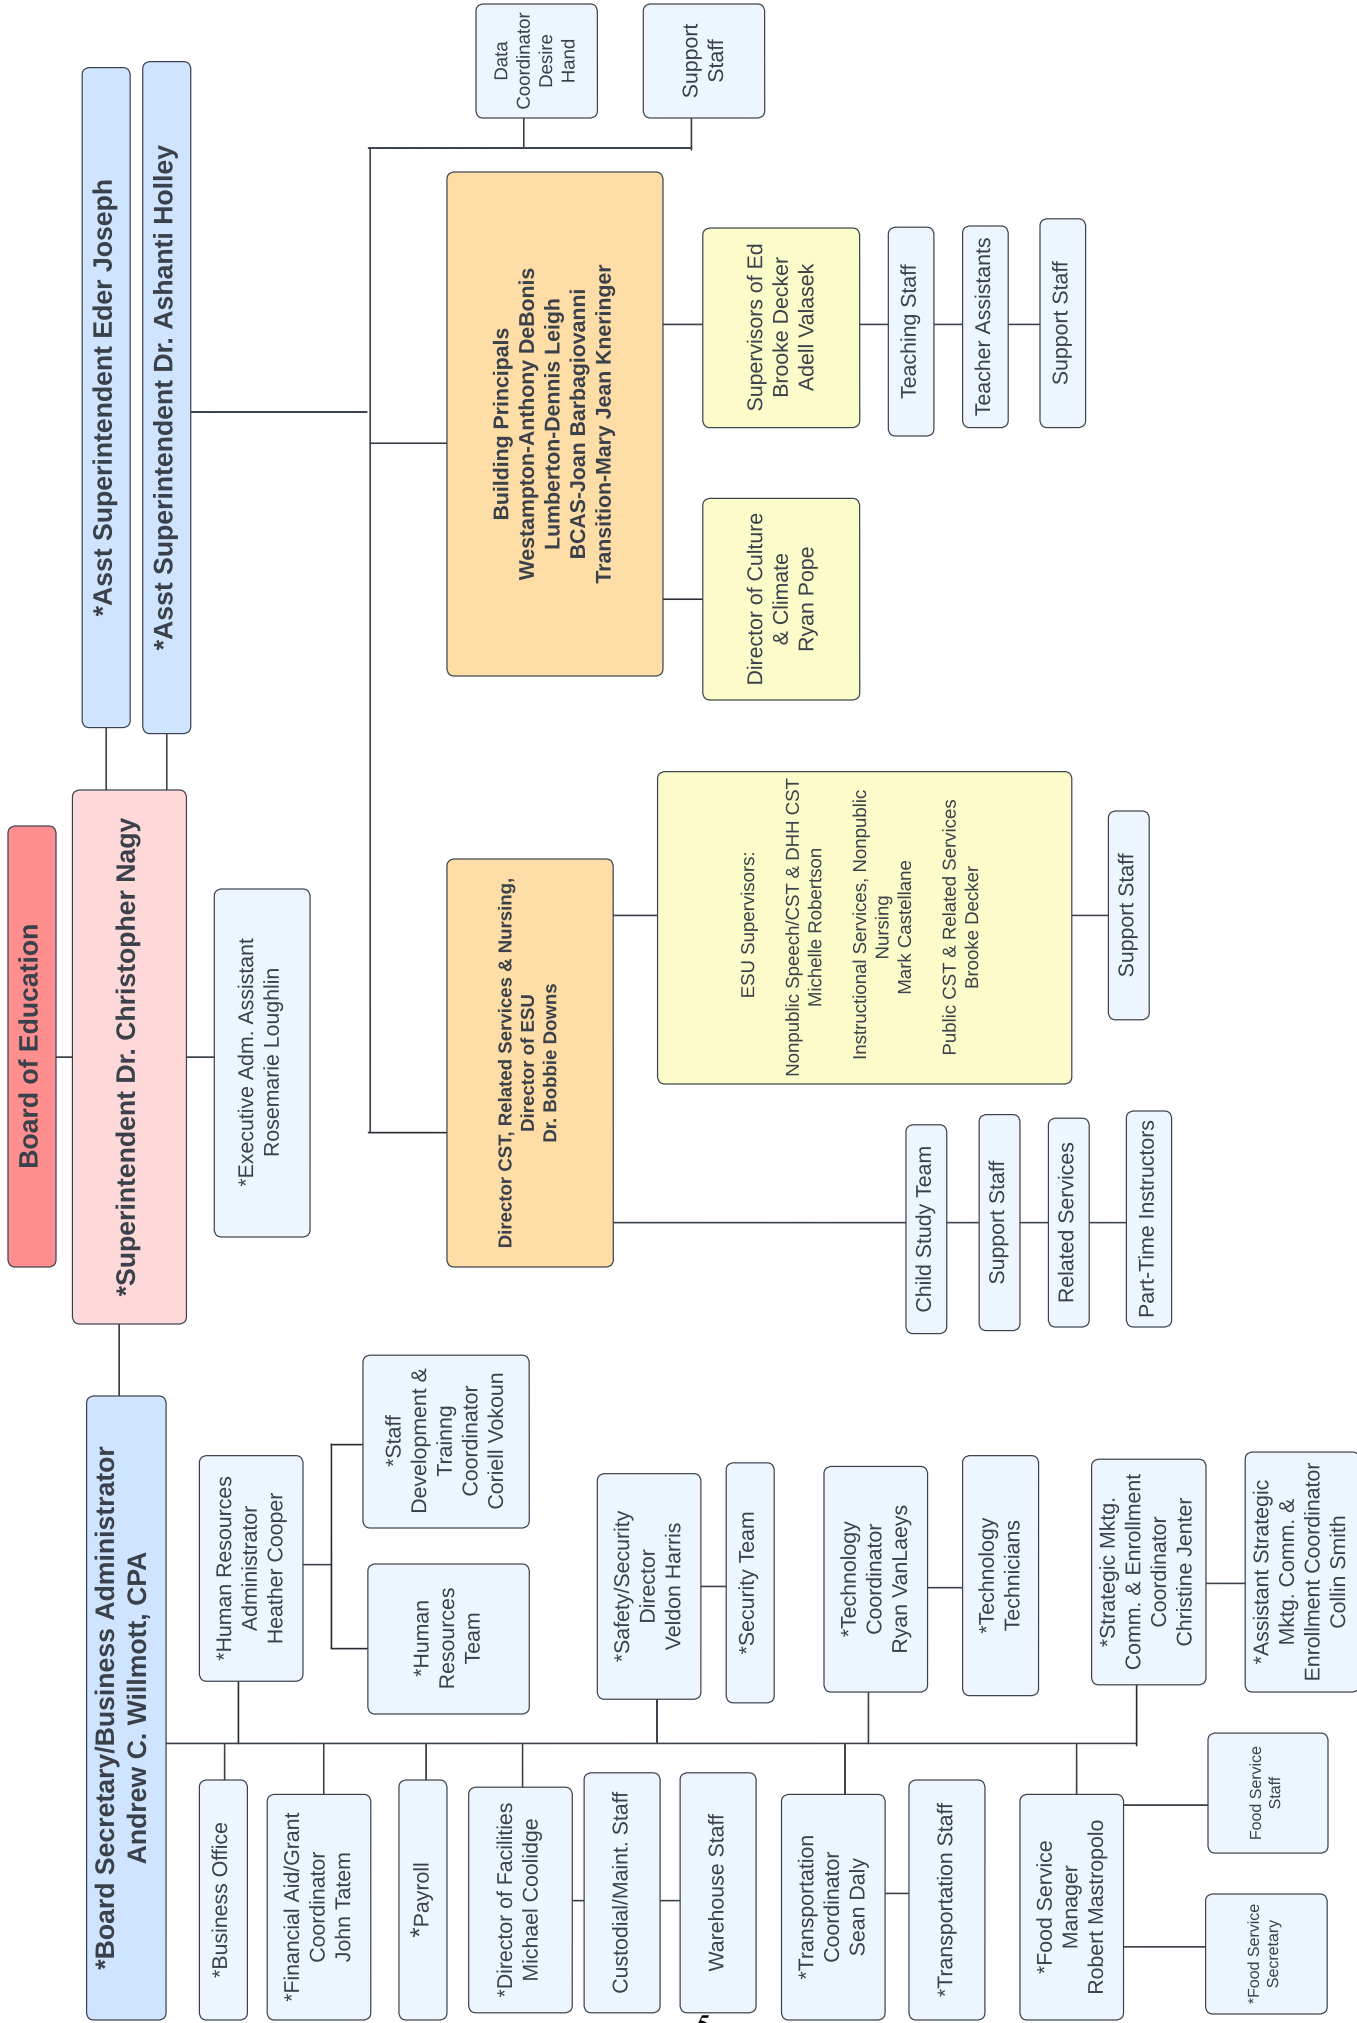 Board of Education
*Superintendent Dr. Christopher Nagy
*Executive Adm. Assistant
Rosemarie Loughlin
*Board Secretary/Business Administrator
Andrew C. Willmott, CPA
*Asst Superintendent Eder Joseph
*Asst Superintendent Dr. Ashanti Holley
*Business Office
*Financial Aid/Grant
Coordinator
John Tatem
*Payroll
*Director of Facilities
Michael Coolidge
Custodial/Maint. Staff
Warehouse Staff
*Transportation
Coordinator
Sean Daly
*Transportation Staff
*Food Service
Manager
Robert Mastropolo
*Food Service
Secretary
Food Service
Staff
*Human Resources
Administrator
Heather Cooper
*Human
Resources
Team
*Staff
Development &
Trainng
Coordinator
Coriell Vokoun
*Safety/Security
Director
Veldon Harris
*Security Team
*Technology
Coordinator
Ryan VanLaeys
*Technology
Technicians
*Strategic Mktg.
Comm. & Enrollment
Coordinator
Christine Jenter
*Assistant Strategic
Mktg. Comm. &
Enrollment Coordinator
Collin Smith
Director CST, Related Services & Nursing,
Director of ESU
Dr. Bobbie Downs
Child Study Team
Support Staff
Related Services
Part-Time Instructors
ESU Supervisors:
Nonpublic Speech/CST & DHH CST
Michelle Robertson
Instructional Services, Nonpublic
Nursing
Mark Castellane
Public CST & Related Services
Brooke Decker
Support Staff
Building Principals
Westampton-Anthony DeBonis
Lumberton-Dennis Leigh
BCAS-Joan Barbagiovanni
Transition-Mary Jean Kneringer
Director of Culture
& Climate
Ryan Pope
Supervisors of Ed
Brooke Decker
Adell Valasek
Teaching Staff
Teacher Assistants
Support Staff
Data
Coordinator
Desire
Hand
Support
Staff
5